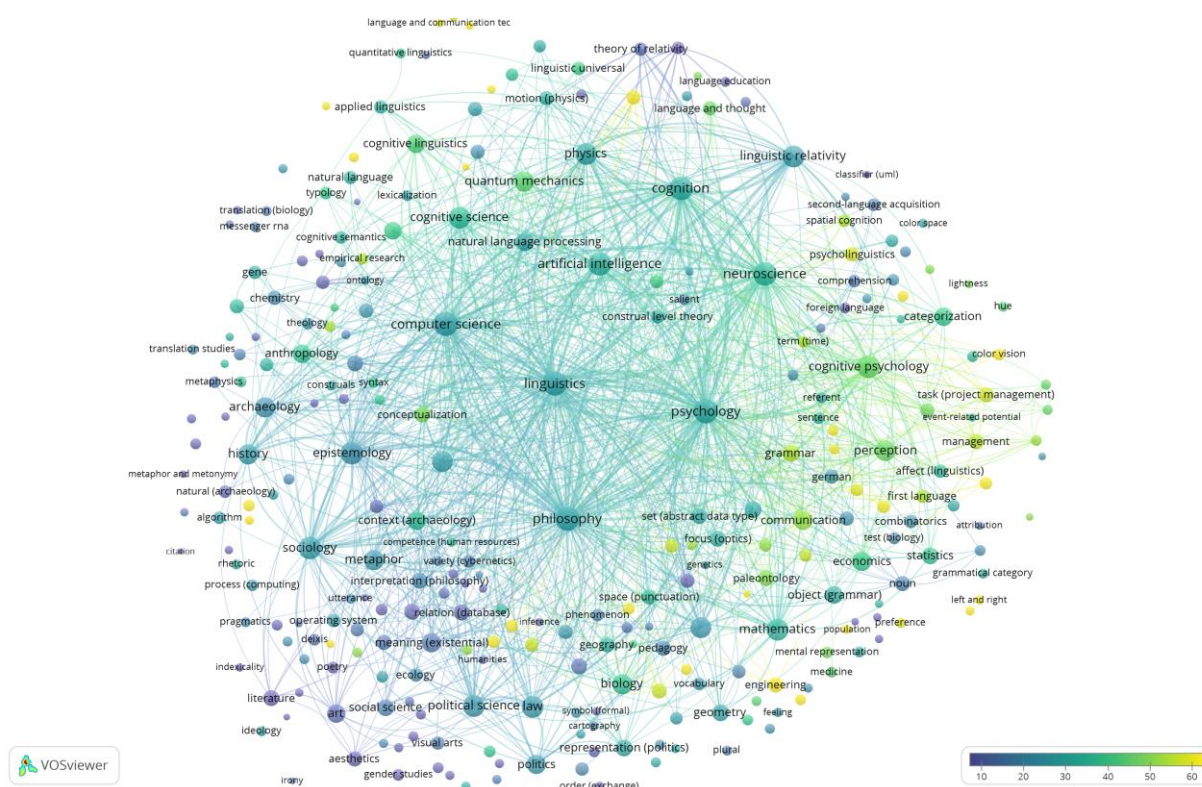 language and communication tec
quantitative linguistics
theory of relativity
linguistic universal
language education
motion (physics)
applied linguistics
language and thought
cognitive linguistics
physics
linguistic relativity
natural language
quantum mechanics
cognition
classifier (uml)
typology
lexicalization
second-language acquisition
translation (biology)
cognitive science
spatial cognition
color space
messenger rna
cognitive semantics
natural language processing
empirical research
artificial intelligence
psycholinguistics
gene
ontology
neuroscience
comprehension
lightness
chemistry
salient
foreign language
hue
theology
computer science
construal level theory
categorization
translation studies
anthropology
term (time)
color vision
metaphysics
construals
syntax
linguistics
cognitive psychology
archaeology
conceptualization
psychology
referent
task (project management)
sentence
event-related potential
history
epistemology
grammar
perception
management
metaphor and metonymy
german
affect (linguistics)
natural (archaeology)
first language
algorithm
context (archaeology)
philosophy
set (abstract data type)
communication
combinatorics
attribution
citation
sociology
competence (human resources)
focus (optics)
test (biology)
rhetoric
metaphor
variety (cybernetics)
genetics
economics
statistics
process (computing)
interpretation (philosophy)
paleontology
noun
grammatical category
utterance
space (punctuation)
object (grammar)
left and right
pragmatics
operating system
relation (database)
inference
phenomenon
mathematics
population
preference
deixis
meaning (existential)
geography
pedagogy
mental representation
indexicality
poetry
humanities
medicine
ecology
biology
vocabulary
engineering
literature
art
social science
political science
law
symbol (formal)
geometry
feeling
ideology
cartography
visual arts
representation (politics)
plural
aesthetics
gender studies
politics
irony
order (exchange)
VOSviewer
10 20 30 40 50 60